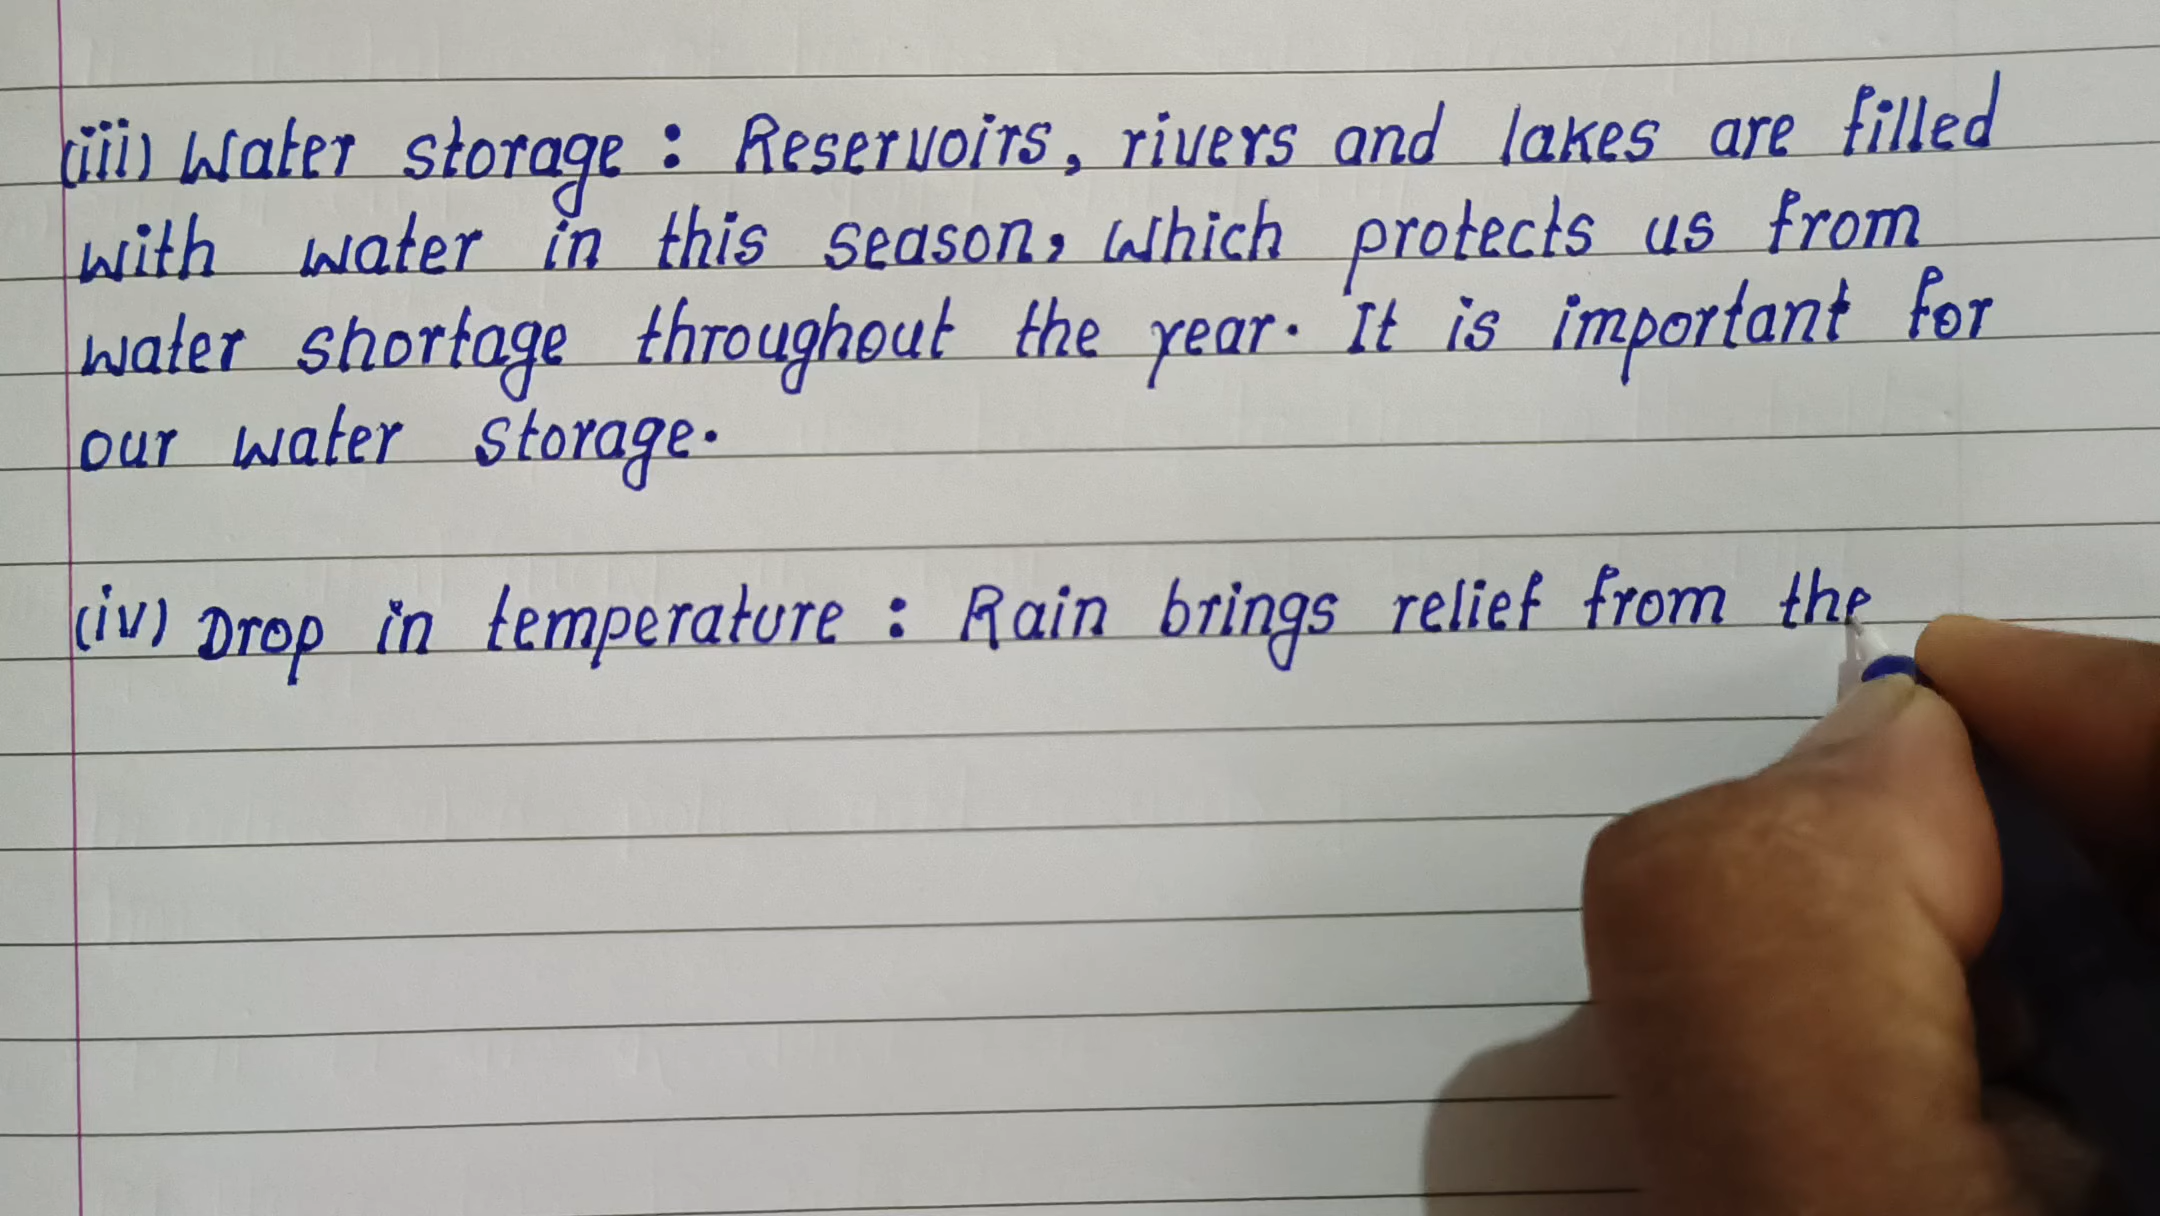 (iii) Water storage : Reservoirs, rivers and lakes are filled
with water in this season, which protects us from
water shortage throughout the year. It is important for
our water storage.
(iv) Drop in temperature : Rain brings relief from the